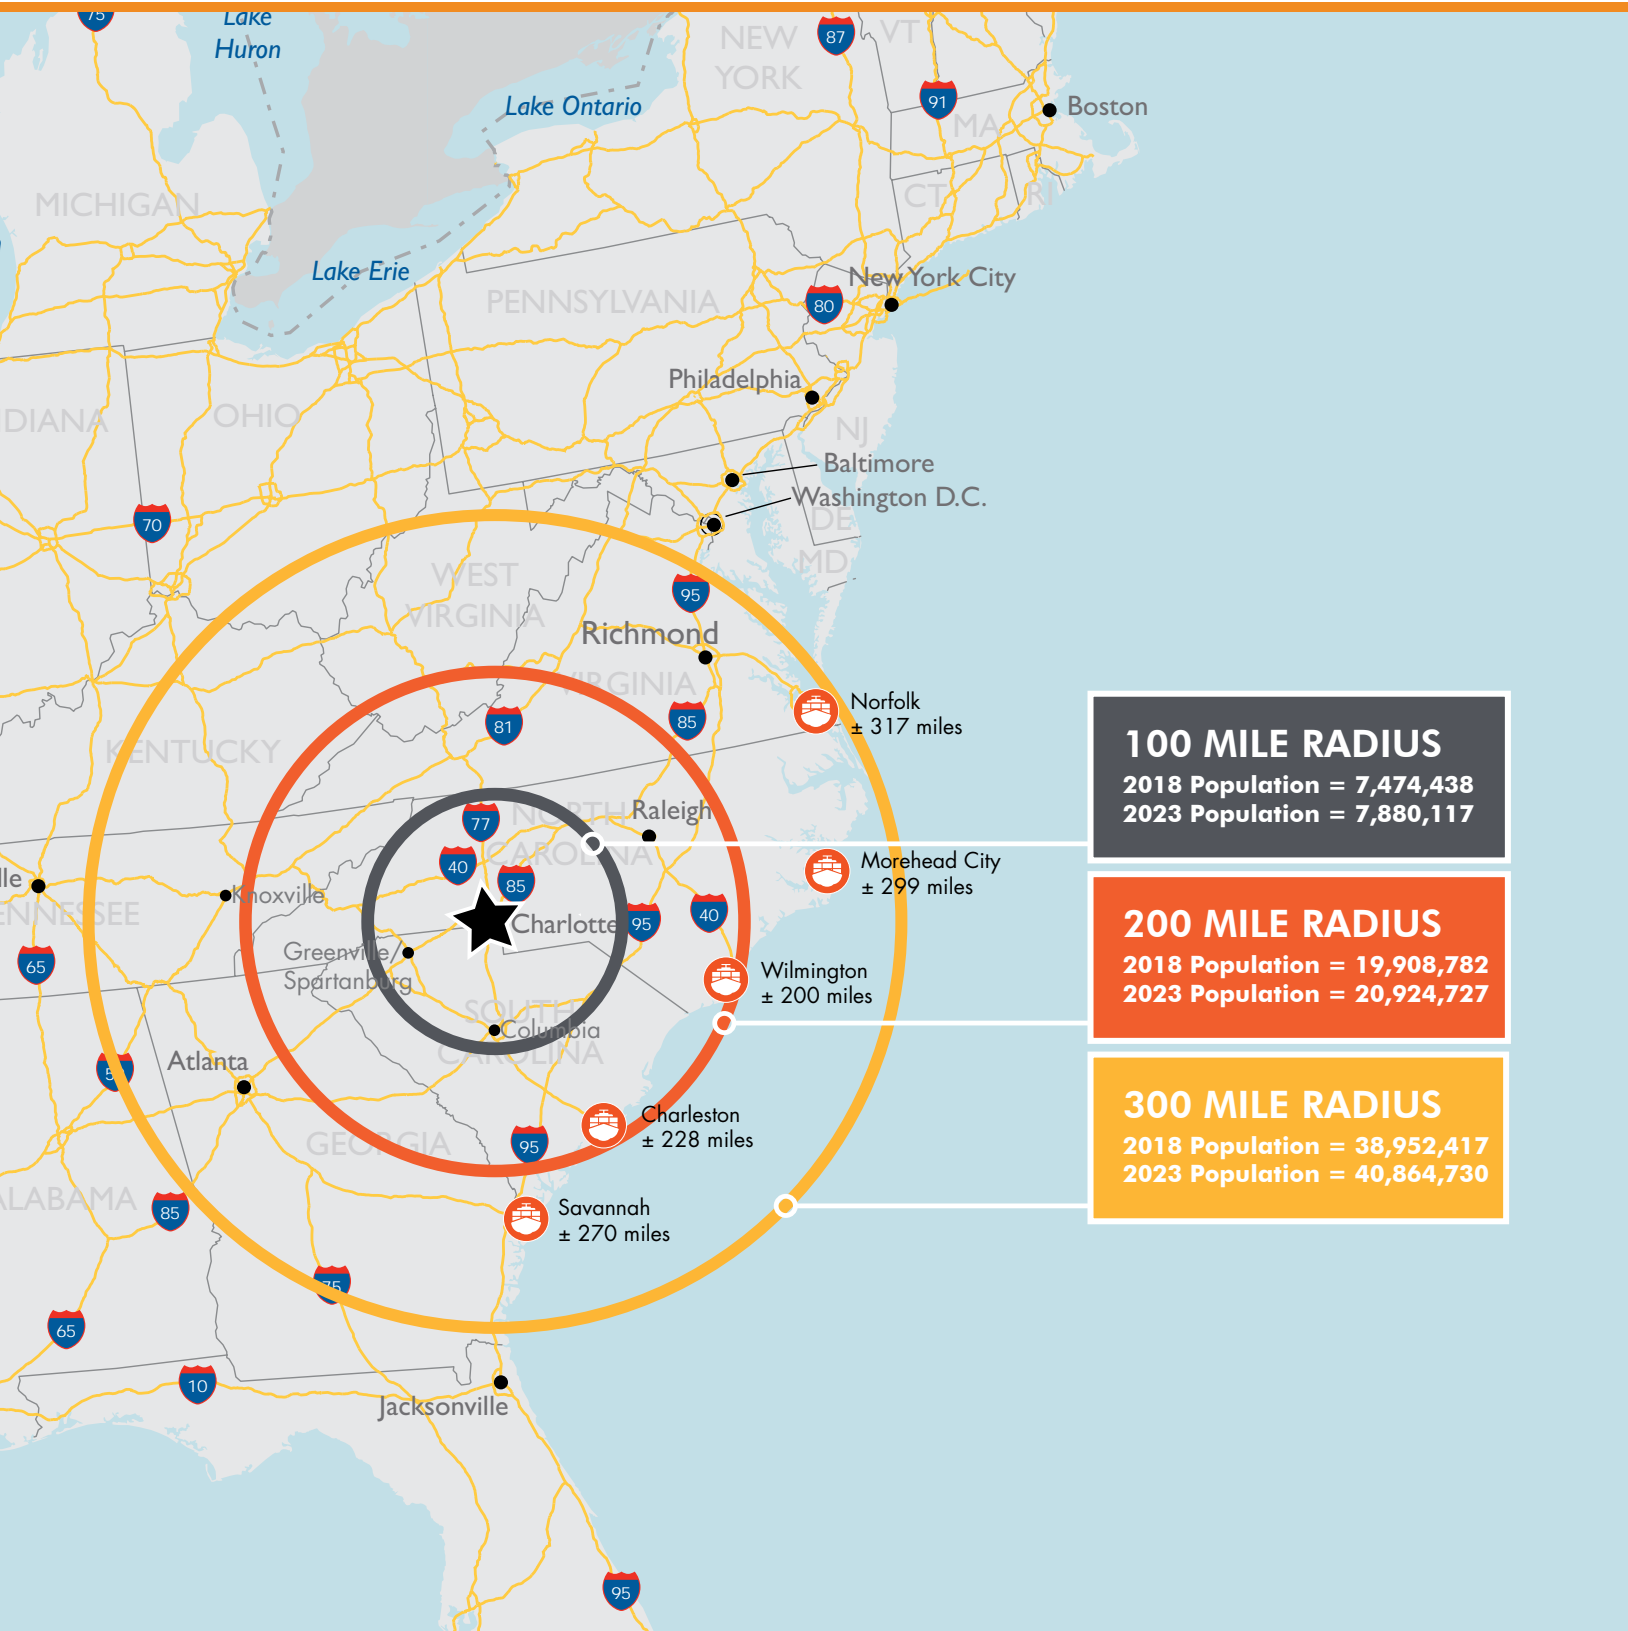 75
Lake
Huron
NEW
YORK
87
VT
91
Lake Ontario
Boston
MA
MICHIGAN
CT
RI
Lake Erie
New York City
PENNSYLVANIA
80
Philadelphia
DIANA
OHIO
NJ
Baltimore
Washington D.C.
DE
70
MD
WEST
VIRGINIA
95
Richmond
VIRGINIA
Norfolk
± 317 miles
81
85
KENTUCKY
100 MILE RADIUS
2018 Population = 7,474,438
2023 Population = 7,880,117
77
NORTH
CAROLINA
Raleigh
40
85
Morehead City
± 299 miles
lle
Knoxville
ENNESSEE
Charlotte
95
40
200 MILE RADIUS
2018 Population = 19,908,782
2023 Population = 20,924,727
65
Greenville/
Spartanburg
Wilmington
± 200 miles
SOUTH
CAROLINA
Columbia
Atlanta
300 MILE RADIUS
2018 Population = 38,952,417
2023 Population = 40,864,730
Charleston
± 228 miles
GEORGIA
95
ALABAMA
85
Savannah
± 270 miles
75
65
10
Jacksonville
95